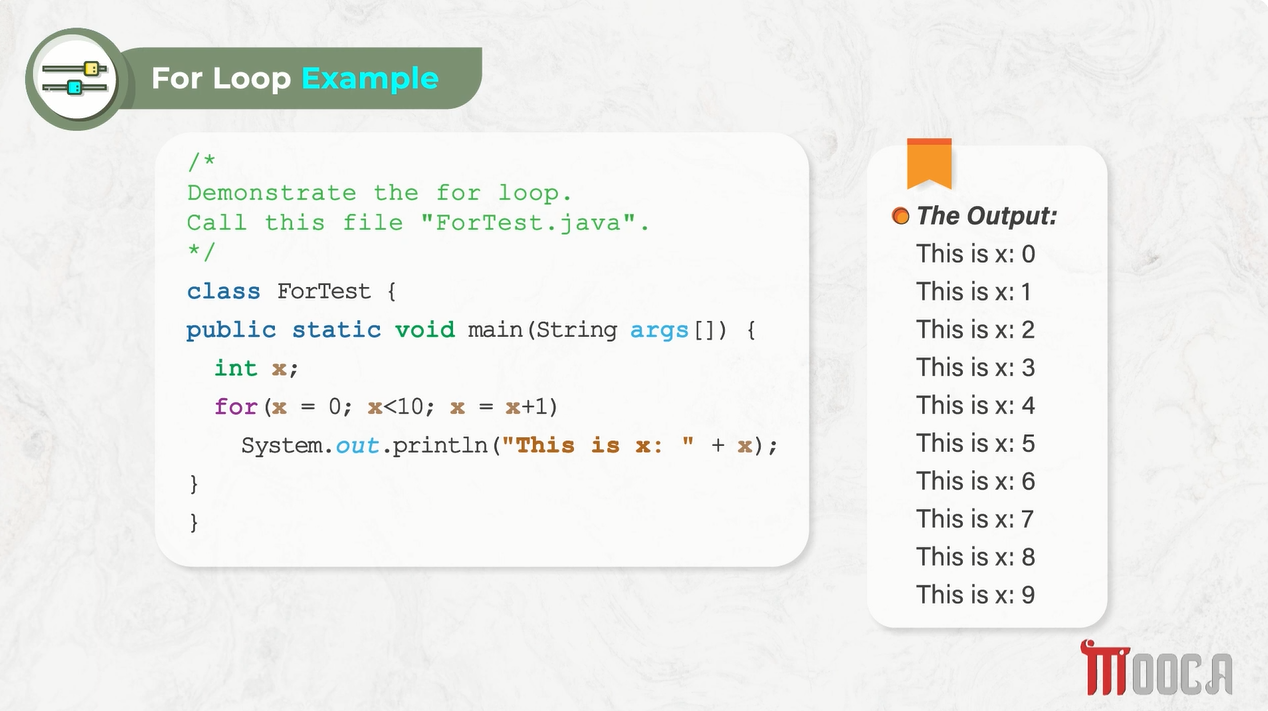 For Loop Example
/*
Demonstrate the for loop.
Call this file "ForTest.java".
*/
class ForTest {
public static void main(String args[]) {
int x;
for(x = 0; x<10; x = x+1)
System.out.println("This is x: " + x);
}
}
The Output:
This is x: 0
This is x: 1
This is x: 2
This is x: 3
This is x: 4
This is x: 5
This is x: 6
This is x: 7
This is x: 8
This is x: 9
MOOCA